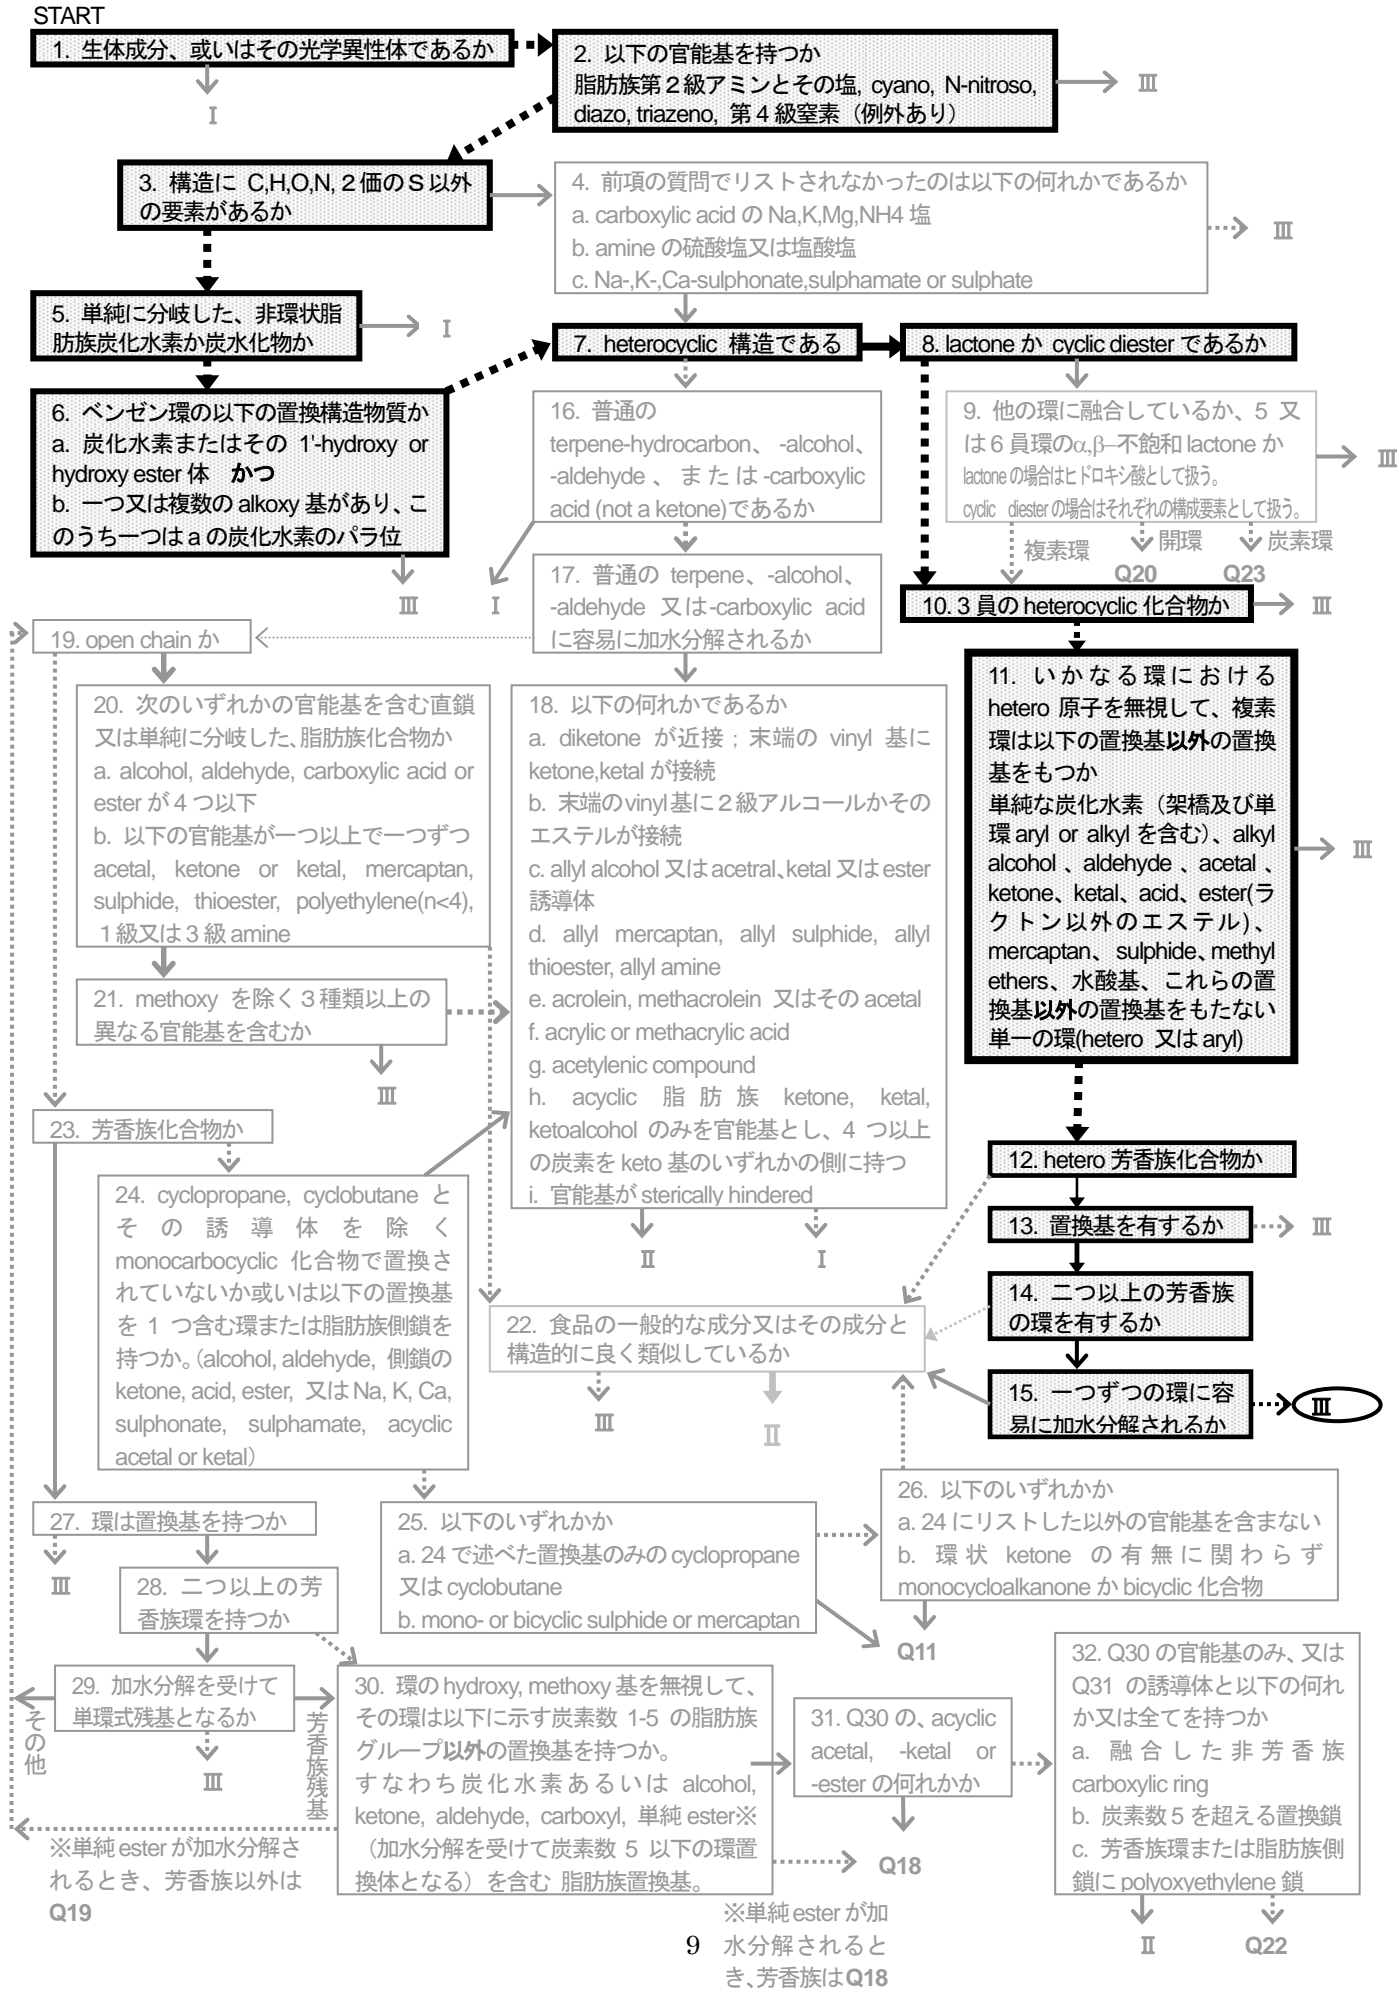 START
1. 生体成分、或いはその光学異性体であるか
I
2. 以下の官能基を持つか
脂肪族第２級アミンとその塩, cyano, N-nitroso,
diazo, triazeno, 第４級窒素（例外あり）
Ⅲ
3. 構造に C,H,O,N,２価のＳ以外
の要素があるか
4. 前項の質問でリストされなかったのは以下の何れかであるか
a. carboxylic acid の Na,K,Mg,NH4 塩
b. amine の硫酸塩又は塩酸塩
c. Na-,K-,Ca-sulphonate,sulphamate or sulphate
Ⅲ
5. 単純に分岐した、非環状脂
肪族炭化水素か炭水化物か
I
6. ベンゼン環の以下の置換構造物質か
a. 炭化水素またはその 1'-hydroxy or
hydroxy ester 体　かつ
b. 一つ又は複数の alkoxy 基があり、こ
のうち一つは a の炭化水素のパラ位
Ⅲ
7. heterocyclic 構造である
8. lactone か cyclic diester であるか
9. 他の環に融合しているか、5 又
は 6 員環のα,β–不飽和 lactone か
lactone の場合はヒドロキシ酸として扱う。
cyclic diester の場合はそれぞれの構成要素として扱う。
Ⅲ
複素環
開環
炭素環
Q20
Q23
10. 3 員の heterocyclic 化合物か
Ⅲ
11. いかなる環における
hetero 原子を無視して、複素
環は以下の置換基以外の置換
基をもつか
単純な炭化水素（架橋及び単
環 aryl or alkyl を含む）、alkyl
alcohol 、aldehyde 、acetal 、
ketone、ketal、acid、ester(ラ
クトン以外のエステル)、
mercaptan、sulphide、methyl
ethers、水酸基、これらの置
換基以外の置換基をもたない
単一の環(hetero 又は aryl)
Ⅲ
12. hetero 芳香族化合物か
13. 置換基を有するか
Ⅲ
14. 二つ以上の芳香族
の環を有するか
15. 一つずつの環に容
易に加水分解されるか
Ⅲ
16. 普通の
terpene-hydrocarbon、-alcohol、
-aldehyde 、または -carboxylic
acid (not a ketone)であるか
I
17. 普通の terpene、-alcohol、
-aldehyde 又は-carboxylic acid
に容易に加水分解されるか
18. 以下の何れかであるか
a. diketone が近接；末端の vinyl 基に
ketone,ketal が接続
b. 末端の vinyl 基に２級アルコールかその
エステルが接続
c. allyl alcohol 又は acetral、ketal 又は ester
誘導体
d. allyl mercaptan, allyl sulphide, allyl
thioester, allyl amine
e. acrolein, methacrolein 又はその acetal
f. acrylic or methacrylic acid
g. acetylenic compound
h. acyclic 脂肪族 ketone, ketal,
ketoalcohol のみを官能基とし、4 つ以上
の炭素を keto 基のいずれかの側に持つ
i. 官能基が sterically hindered
Ⅱ
I
19. open chain か
20. 次のいずれかの官能基を含む直鎖
又は単純に分岐した、脂肪族化合物か
a. alcohol, aldehyde, carboxylic acid or
ester が 4 つ以下
b. 以下の官能基が一つ以上で一つずつ
acetal, ketone or ketal, mercaptan,
sulphide, thioester, polyethylene(n<4),
１級又は３級 amine
21. methoxy を除く３種類以上の
異なる官能基を含むか
Ⅲ
22. 食品の一般的な成分又はその成分と
構造的に良く類似しているか
Ⅲ
Ⅱ
23. 芳香族化合物か
24. cyclopropane, cyclobutane と
その誘導体を除く
monocarbocyclic 化合物で置換さ
れていないか或いは以下の置換基
を 1 つ含む環または脂肪族側鎖を
持つか。(alcohol, aldehyde, 側鎖の
ketone, acid, ester, 又は Na, K, Ca,
sulphonate, sulphamate, acyclic
acetal or ketal）
25. 以下のいずれかか
a. 24 で述べた置換基のみの cyclopropane
又は cyclobutane
b. mono- or bicyclic sulphide or mercaptan
Q11
26. 以下のいずれかか
a. 24 にリストした以外の官能基を含まない
b. 環状 ketone の有無に関わらず
monocycloalkanone か bicyclic 化合物
27. 環は置換基を持つか
Ⅲ
28. 二つ以上の芳
香族環を持つか
29. 加水分解を受けて
単環式残基となるか
その他
芳香族残基
Ⅲ
30. 環の hydroxy, methoxy 基を無視して、
その環は以下に示す炭素数 1-5 の脂肪族
グループ以外の置換基を持つか。
すなわち炭化水素あるいは alcohol,
ketone, aldehyde, carboxyl, 単純 ester※
（加水分解を受けて炭素数 5 以下の環置
換体となる）を含む 脂肪族置換基。
31. Q30 の、acyclic
acetal, -ketal or
-ester の何れかか
Q18
32. Q30 の官能基のみ、又は
Q31 の誘導体と以下の何れ
か又は全てを持つか
a. 融合した非芳香族
carboxylic ring
b. 炭素数 5 を超える置換鎖
c. 芳香族環または脂肪族側
鎖に polyoxyethylene 鎖
Ⅱ
Q22
※単純 ester が加水分解さ
れるとき、芳香族以外は
Q19
※単純 ester が加
水分解されると
き、芳香族は Q18
9